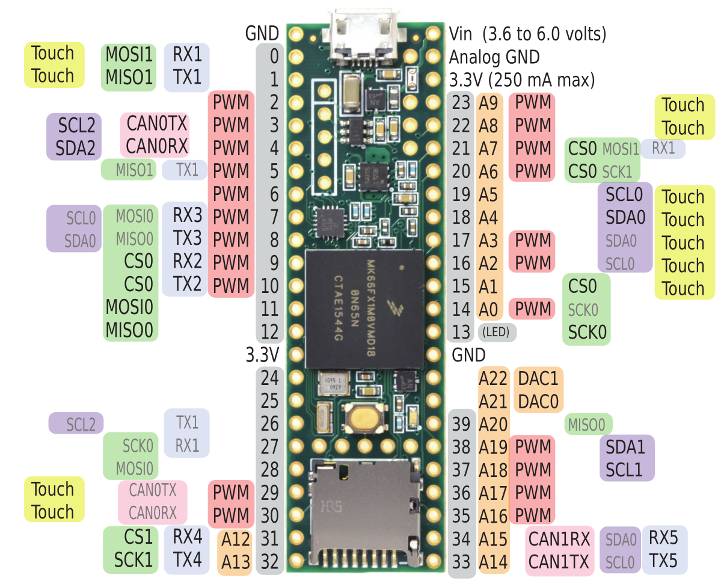 GND Vin (3.6 to 6.0 volts)
Touch MOSI1 RX1 0 Analog GND
Touch MISO1 TX1 1 3.3V (250 mA max)
PWM 2 23 A9 PWM Touch
SCL2 CAN0TX PWM 3 22 A8 PWM Touch
SDA2 CAN0RX PWM 4 21 A7 PWM CS0 MOSI1 RX1
MISO1 TX1 PWM 5 20 A6 PWM CS0 SCK1
PWM 6 19 A5 SCL0 Touch
SCL0 MOSI0 RX3 PWM 7 18 A4 SDA0 Touch
SDA0 MISO0 TX3 PWM 8 17 A3 PWM SDA0 Touch
CS0 RX2 PWM 9 16 A2 PWM SCL0 Touch
CS0 TX2 PWM 10 15 A1 CS0 Touch
MOSI0 11 14 A0 PWM SCK0
MISO0 12 13 (LED) SCK0
MK66FX1M0VMD18
0N65N
CTAE1544G
3.3V GND
24 A22 DAC1
25 A21 DAC0
SCL2 TX1 26 39 A20 MISO0
SCK0 RX1 27 38 A19 PWM SDA1
MOSI0 28 37 A18 PWM SCL1
Touch CAN0TX PWM 29 36 A17 PWM
Touch CAN0RX PWM 30 35 A16 PWM
CS1 RX4 A12 31 34 A15 CAN1RX SDA0 RX5
SCK1 TX4 A13 32 33 A14 CAN1TX SCL0 TX5